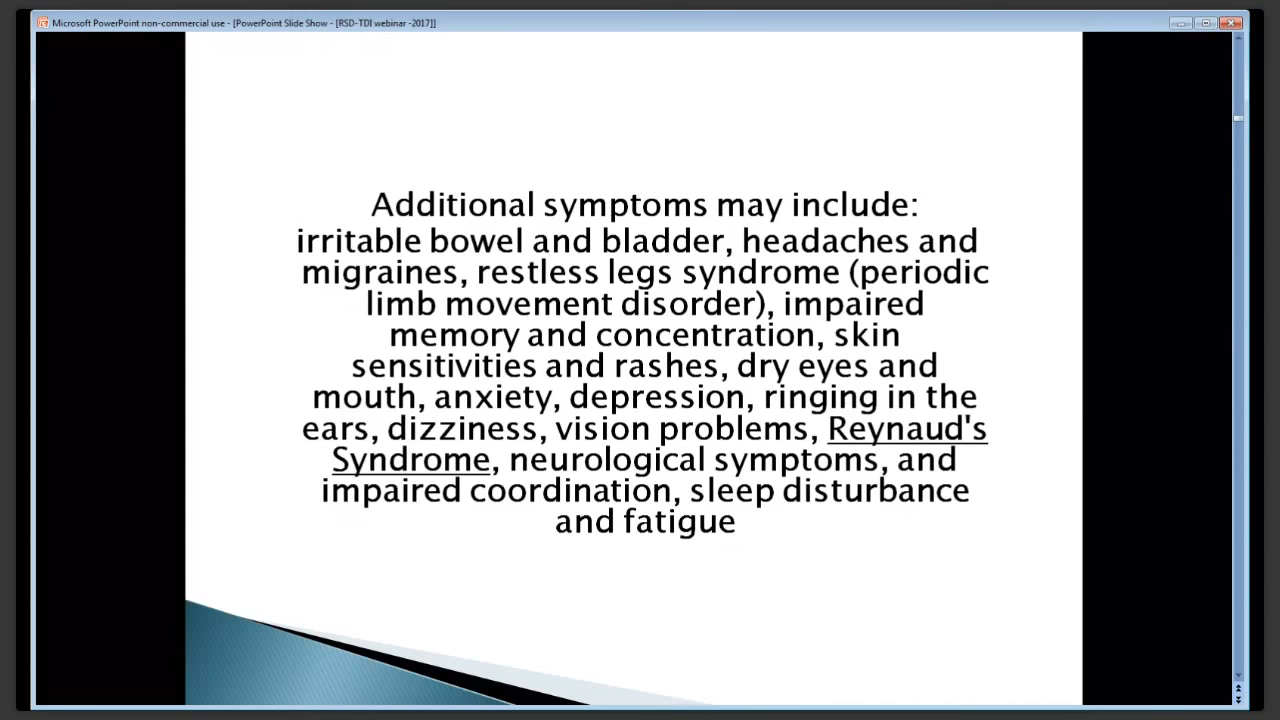 Microsoft PowerPoint non-commercial use - [PowerPoint Slide Show - [RSD-TDI webinar -2017]]
Additional symptoms may include:
irritable bowel and bladder, headaches and
migraines, restless legs syndrome (periodic
limb movement disorder), impaired
memory and concentration, skin
sensitivities and rashes, dry eyes and
mouth, anxiety, depression, ringing in the
ears, dizziness, vision problems, Reynaud's
Syndrome, neurological symptoms, and
impaired coordination, sleep disturbance
and fatigue